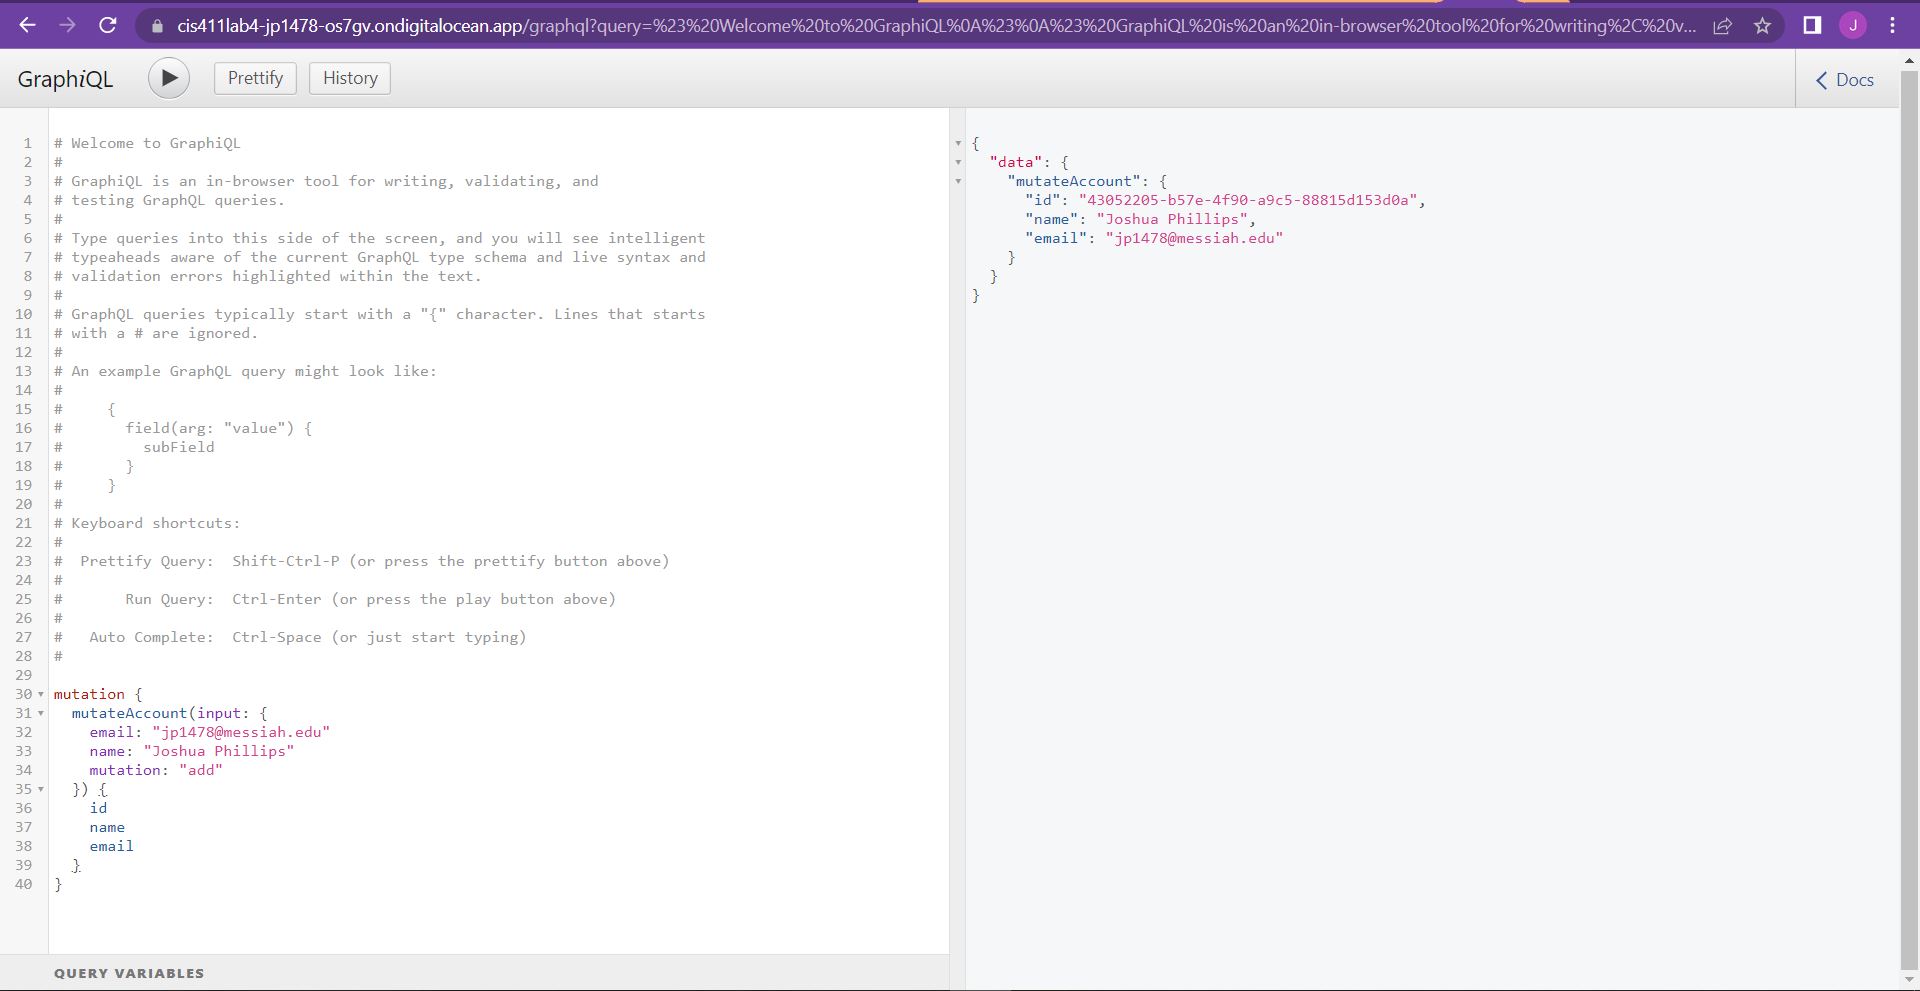 cis411lab4-jp1478-os7gv.ondigitalocean.app/graphql?query=%23%20Welcome%20to%20GraphiQL%0A%23%0A%23%20GraphiQL%20is%20an%20in-browser%20tool%20for%20writing%2C%20v...
J
GraphiQL
Prettify
History
Docs
1 # Welcome to GraphiQL
2 #
3 # GraphiQL is an in-browser tool for writing, validating, and
4 # testing GraphQL queries.
5 #
6 # Type queries into this side of the screen, and you will see intelligent
7 # typeaheads aware of the current GraphQL type schema and live syntax and
8 # validation errors highlighted within the text.
9 #
10 # GraphQL queries typically start with a "{" character. Lines that starts
11 # with a # are ignored.
12 #
13 # An example GraphQL query might look like:
14 #
15 #     {
16 #       field(arg: "value") {
17 #         subField
18 #       }
19 #     }
20 #
21 # Keyboard shortcuts:
22 #
23 #  Prettify Query:  Shift-Ctrl-P (or press the prettify button above)
24 #
25 #       Run Query:  Ctrl-Enter (or press the play button above)
26 #
27 #   Auto Complete:  Ctrl-Space (or just start typing)
28 #
29
30 mutation {
31   mutateAccount(input: {
32     email: "jp1478@messiah.edu"
33     name: "Joshua Phillips"
34     mutation: "add"
35   }) {
36     id
37     name
38     email
39   }
40 }
QUERY VARIABLES
{
  "data": {
    "mutateAccount": {
      "id": "43052205-b57e-4f90-a9c5-88815d153d0a",
      "name": "Joshua Phillips",
      "email": "jp1478@messiah.edu"
    }
  }
}